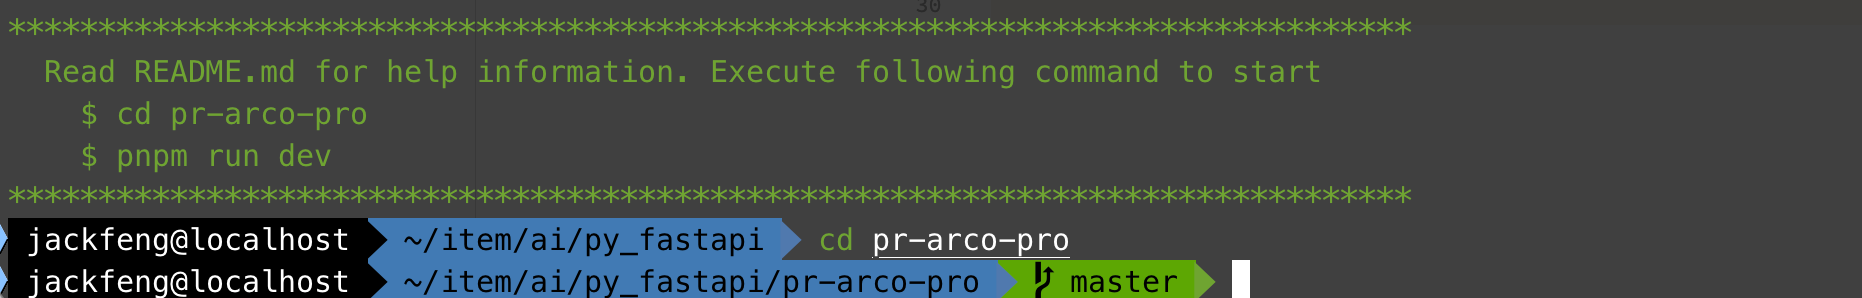 30
******************************************************************************
Read README.md for help information. Execute following command to start
$ cd pr-arco-pro
$ pnpm run dev
******************************************************************************
jackfeng@localhost ~/item/ai/py_fastapi cd pr-arco-pro
jackfeng@localhost ~/item/ai/py_fastapi/pr-arco-pro master